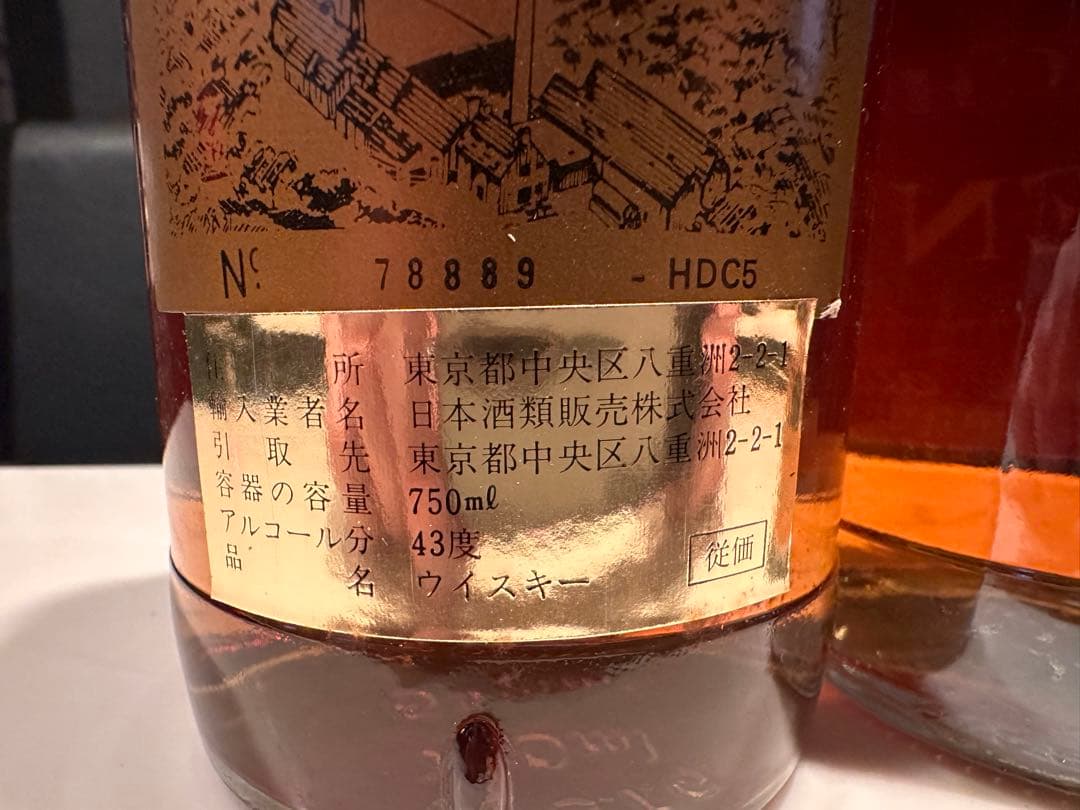 Nº 78889 - HDC5
住所 東京都中央区八重洲2-2-1
輸入業者名 日本酒類販売株式会社
引取先 東京都中央区八重洲2-2-1
容器の容量 750mℓ
アルコール分 43度
品名 ウイスキー 従価